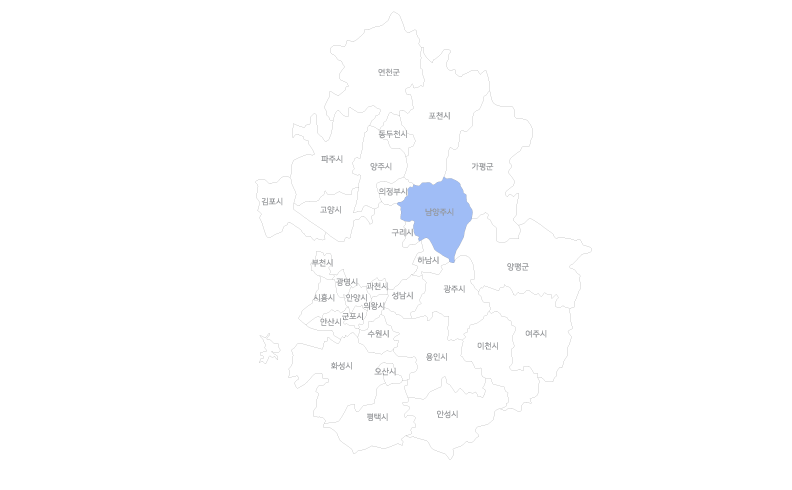 연천군
포천시
동두천시
파주시
양주시
가평군
의정부시
김포시
고양시
남양주시
구리시
하남시
부천시
양평군
광명시
과천시
광주시
시흥시
안양시
성남시
의왕시
군포시
안산시
수원시
여주시
이천시
용인시
화성시
오산시
평택시
안성시